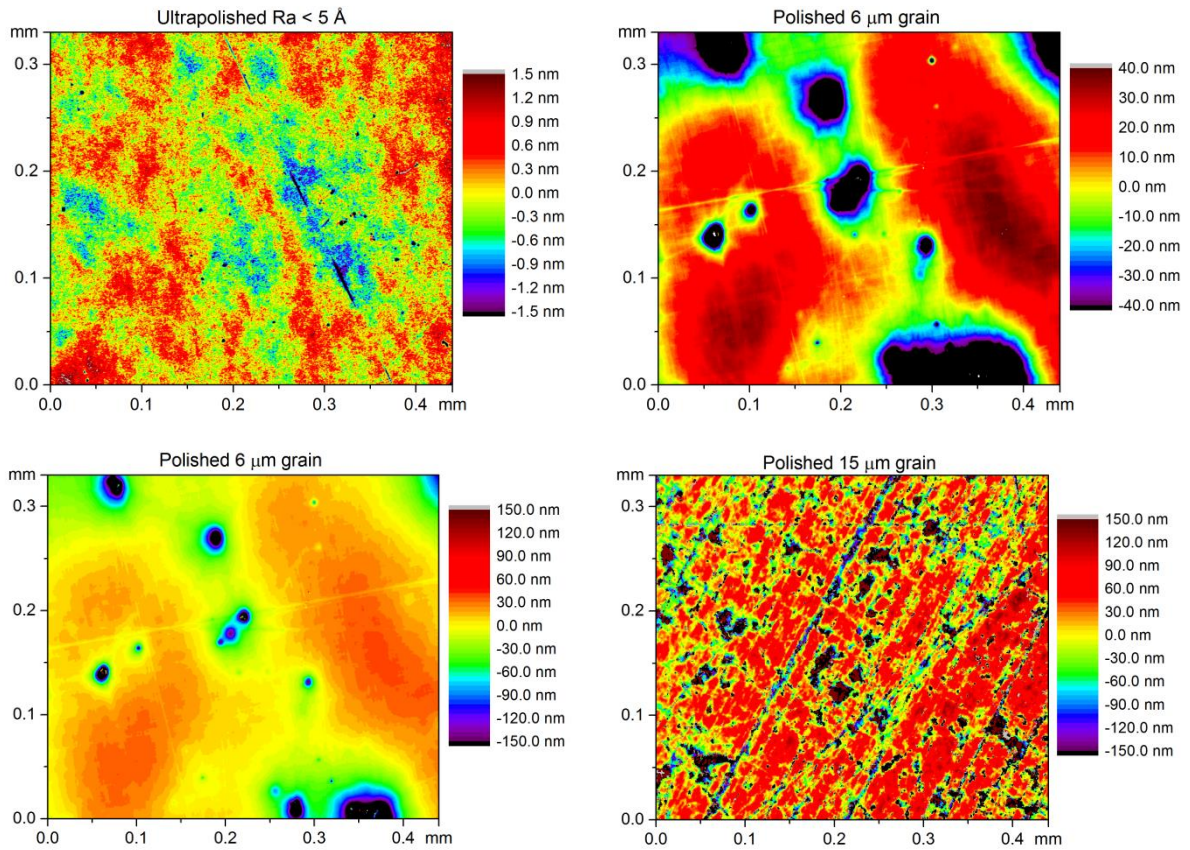 Ultrapolished Ra < 5 Å
mm
0.3
0.2
0.1
0.0
0.0 0.1 0.2 0.3 0.4 mm
1.5 nm
1.2 nm
0.9 nm
0.6 nm
0.3 nm
0.0 nm
-0.3 nm
-0.6 nm
-0.9 nm
-1.2 nm
-1.5 nm
Polished 6 μm grain
mm
0.3
0.2
0.1
0.0
0.0 0.1 0.2 0.3 0.4 mm
40.0 nm
30.0 nm
20.0 nm
10.0 nm
0.0 nm
-10.0 nm
-20.0 nm
-30.0 nm
-40.0 nm
Polished 6 μm grain
mm
0.3
0.2
0.1
0.0
0.0 0.1 0.2 0.3 0.4 mm
150.0 nm
120.0 nm
90.0 nm
60.0 nm
30.0 nm
0.0 nm
-30.0 nm
-60.0 nm
-90.0 nm
-120.0 nm
-150.0 nm
Polished 15 μm grain
mm
0.3
0.2
0.1
0.0
0.0 0.1 0.2 0.3 0.4 mm
150.0 nm
120.0 nm
90.0 nm
60.0 nm
30.0 nm
0.0 nm
-30.0 nm
-60.0 nm
-90.0 nm
-120.0 nm
-150.0 nm